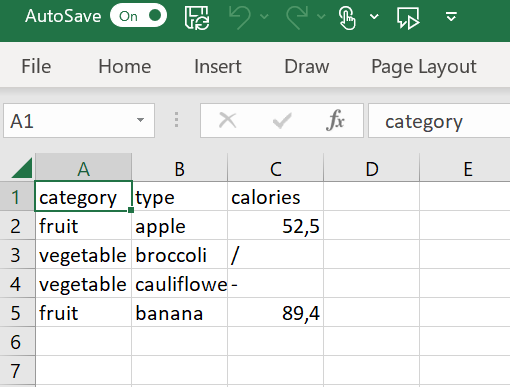 AutoSave On
File Home Insert Draw Page Layout
A1 fx category
A B C D E
1 category type calories
2 fruit apple 52,5
3 vegetable broccoli /
4 vegetable cauliflowe -
5 fruit banana 89,4
6
7